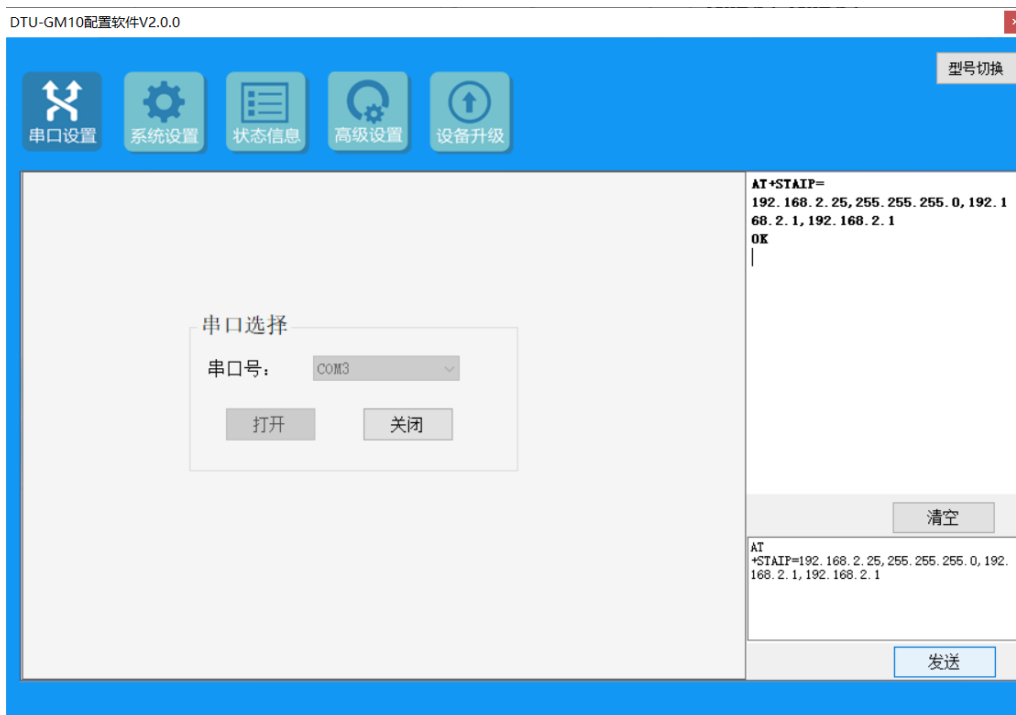 DTU-GM10配置软件V2.0.0
型号切换
串口设置
系统设置
状态信息
高级设置
设备升级
AT+STAIP=
192.168.2.25,255.255.255.0,192.1
68.2.1,192.168.2.1
OK
串口选择
串口号：
COM3
打开
关闭
清空
AT
+STAIP=192.168.2.25,255.255.255.0,192.
168.2.1,192.168.2.1
发送